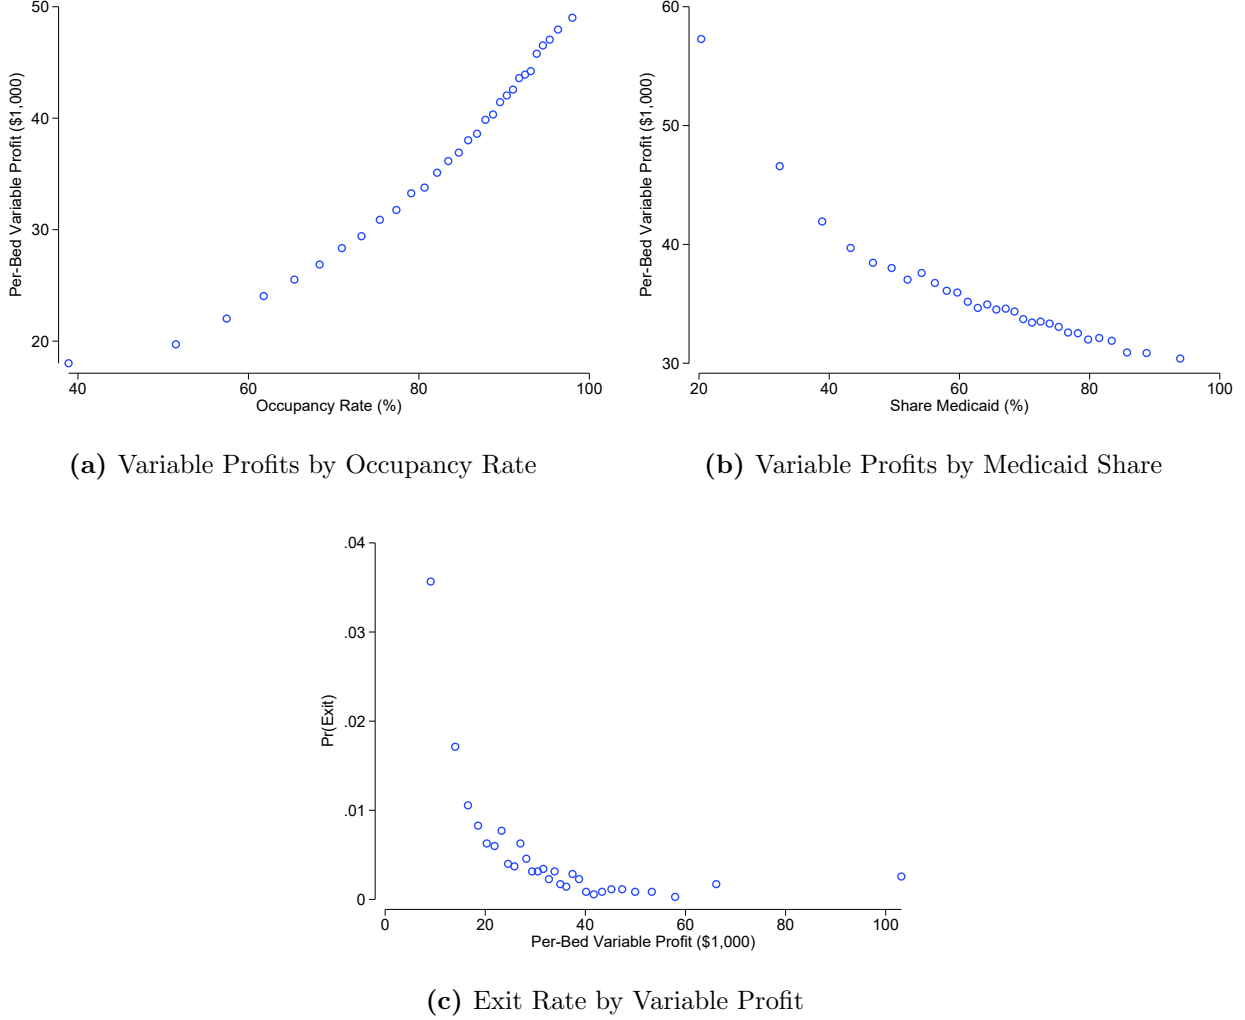 50
40
30
20
Per-Bed Variable Profit ($1,000)
40 60 80 100
Occupancy Rate (%)
(a) Variable Profits by Occupancy Rate
60
50
40
30
Per-Bed Variable Profit ($1,000)
20 40 60 80 100
Share Medicaid (%)
(b) Variable Profits by Medicaid Share
.04
.03
.02
.01
0
Pr(Exit)
0 20 40 60 80 100
Per-Bed Variable Profit ($1,000)
(c) Exit Rate by Variable Profit